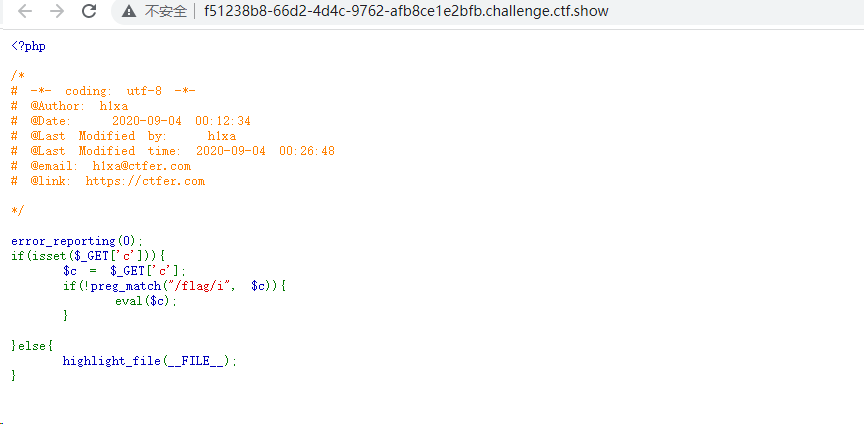 不安全 f51238b8-66d2-4d4c-9762-afb8ce1e2bfb.challenge.ctf.show
<?php
/*
# -*- coding: utf-8 -*-
# @Author: h1xa
# @Date:   2020-09-04 00:12:34
# @Last Modified by:   h1xa
# @Last Modified time: 2020-09-04 00:26:48
# @email: h1xa@ctfer.com
# @link: https://ctfer.com
*/
error_reporting(0);
if(isset($_GET['c'])){
    $c = $_GET['c'];
    if(!preg_match("/flag/i", $c)){
        eval($c);
    }
}else{
    highlight_file(__FILE__);
}